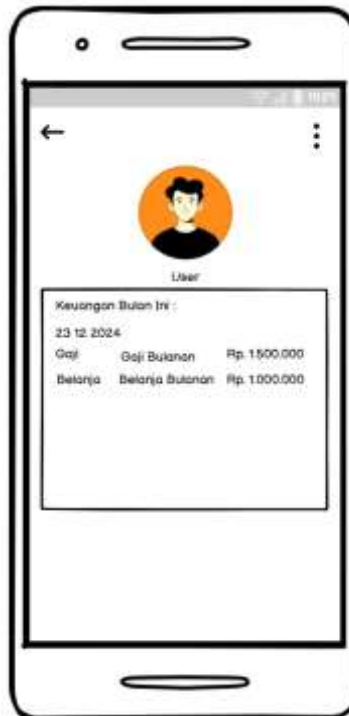 User
Keuangan Bulan Ini :
23 12 2024
Gaji Gaji Bulanan Rp. 1.500.000
Belanja Belanja Bulanan Rp. 1.000.000